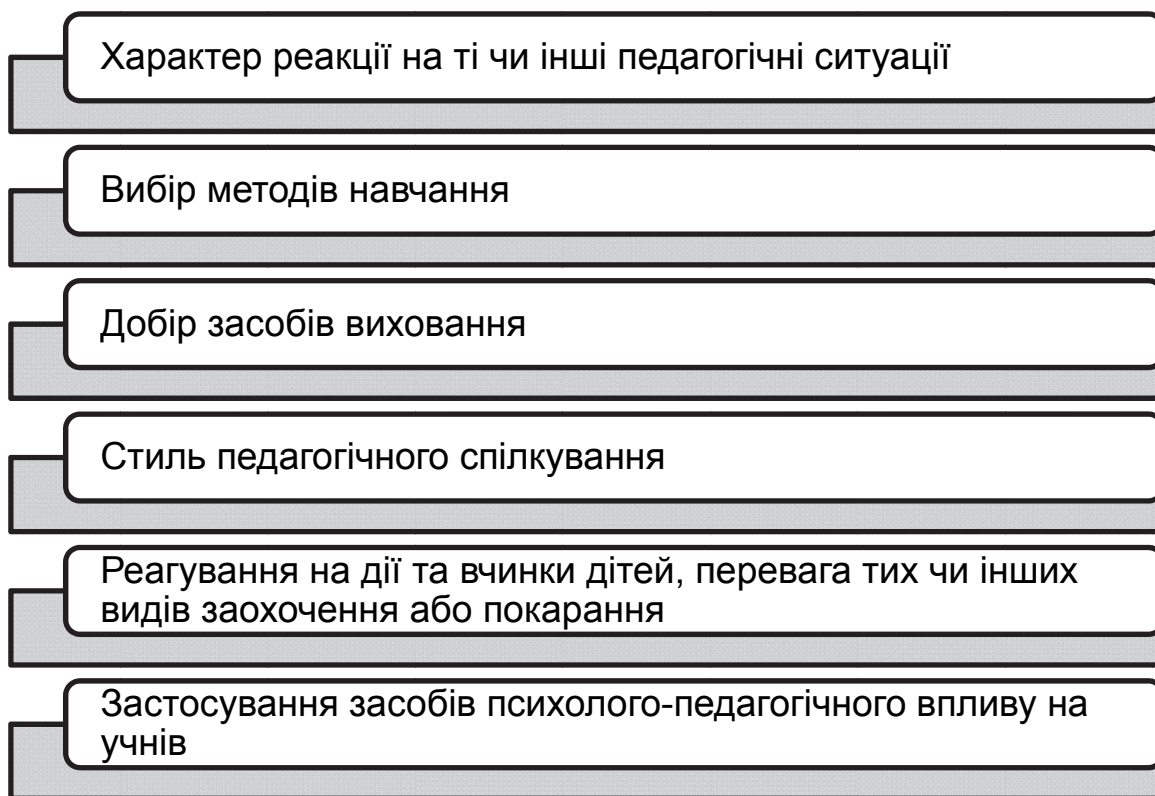 Характер реакції на ті чи інші педагогічні ситуації
Вибір методів навчання
Добір засобів виховання
Стиль педагогічного спілкування
Реагування на дії та вчинки дітей, перевага тих чи інших
видів заохочення або покарання
Застосування засобів психолого-педагогічного впливу на
учнів